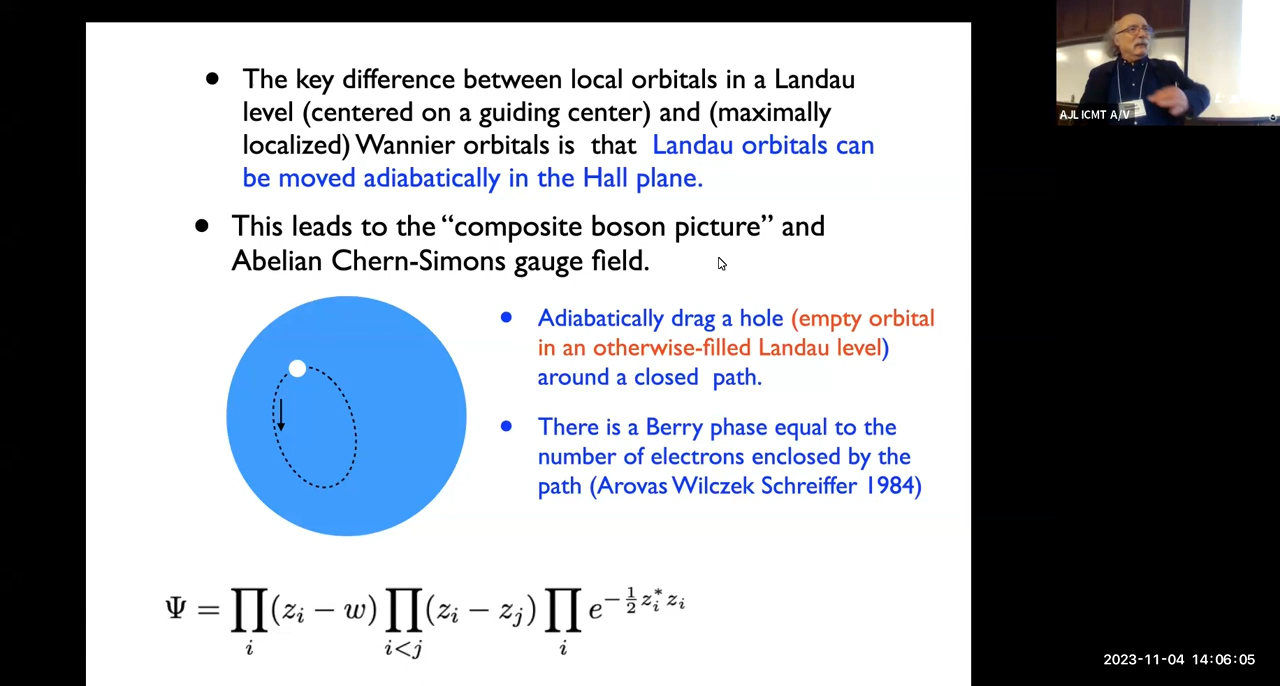 • The key difference between local orbitals in a Landau
level (centered on a guiding center) and (maximally
localized) Wannier orbitals is that Landau orbitals can
be moved adiabatically in the Hall plane.
• This leads to the “composite boson picture” and
Abelian Chern-Simons gauge field.
• Adiabatically drag a hole (empty orbital
in an otherwise-filled Landau level)
around a closed path.
• There is a Berry phase equal to the
number of electrons enclosed by the
path (Arovas Wilczek Schreiffer 1984)
Ψ = ∏_i (z_i − w) ∏_{i<j} (z_i − z_j) ∏_i e^{−½ z_i^* z_i}
AJL ICMT A/V
2023-11-04 14:06:05